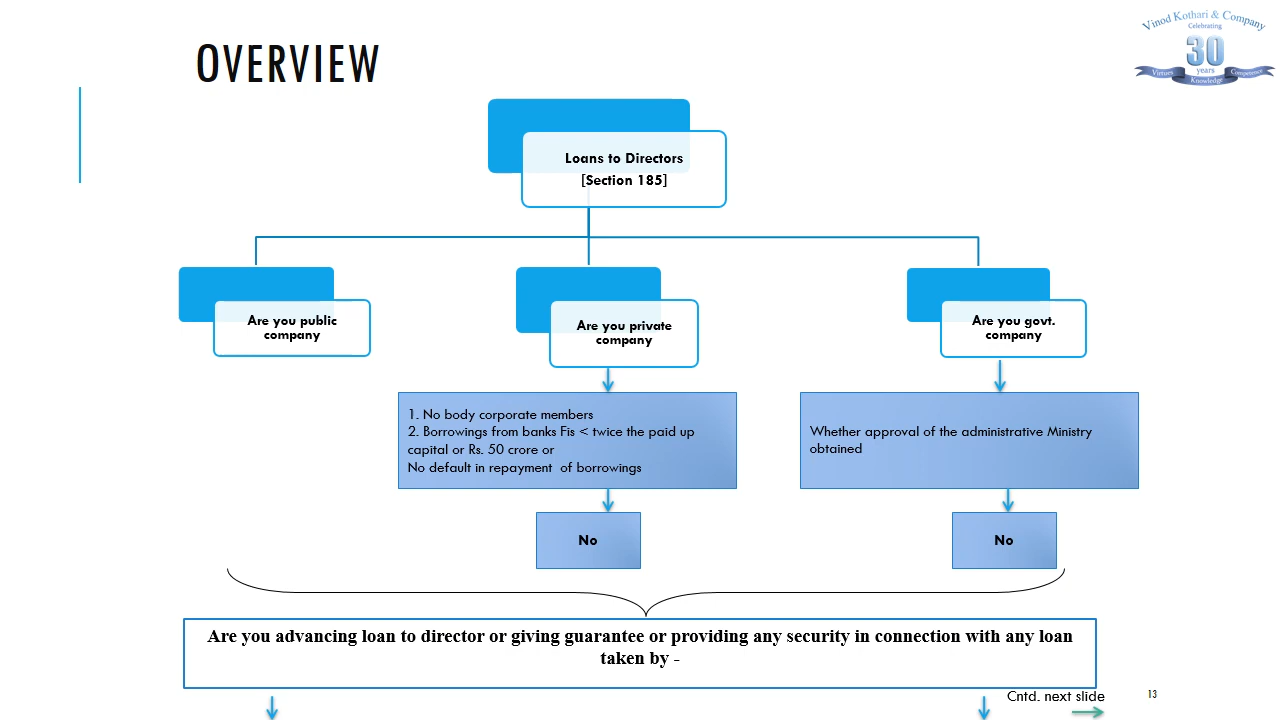 Vinod Kothari & Company
Celebrating
30
years
Virtues
Knowledge
Competence
OVERVIEW
Loans to Directors
[Section 185]
Are you public
company
Are you private
company
Are you govt.
company
1. No body corporate members
2. Borrowings from banks Fis < twice the paid up
capital or Rs. 50 crore or
No default in repayment of borrowings
Whether approval of the administrative Ministry
obtained
No
No
Are you advancing loan to director or giving guarantee or providing any security in connection with any loan
taken by -
Cntd. next slide
13